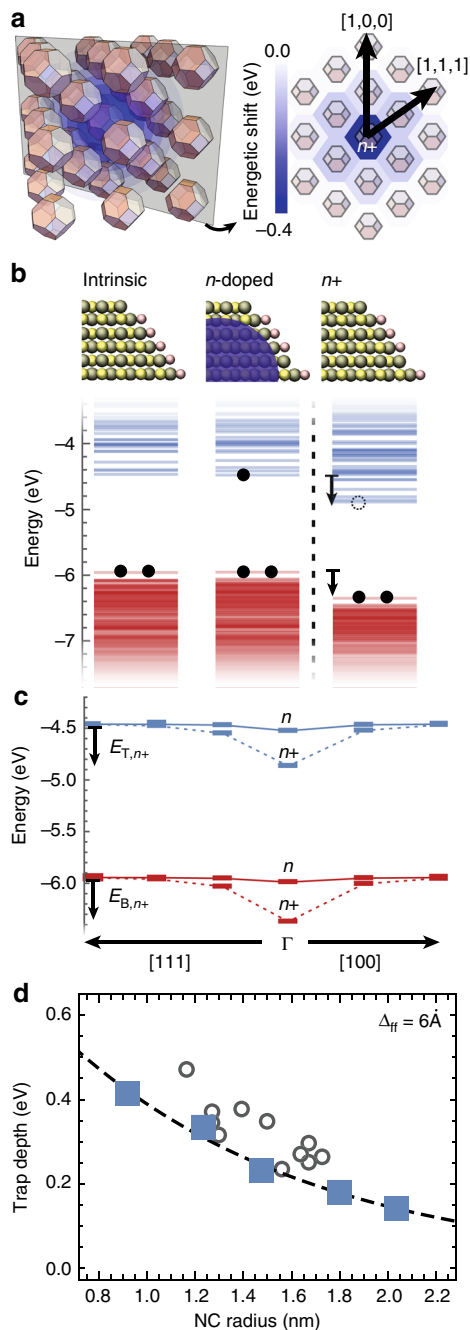 a
[1,0,0]
[1,1,1]
0.0
Energetic shift (eV)
−0.4
n+
b
Intrinsic
n-doped
n+
Energy (eV)
−4
−5
−6
−7
c
Energy (eV)
−4.5
−5.0
−5.5
−6.0
n
n+
E_T,n+
n
n+
E_B,n+
Γ
[111]
[100]
d
Δff = 6Å
Trap depth (eV)
0.6
0.4
0.2
0.0
0.8 1.0 1.2 1.4 1.6 1.8 2.0 2.2
NC radius (nm)